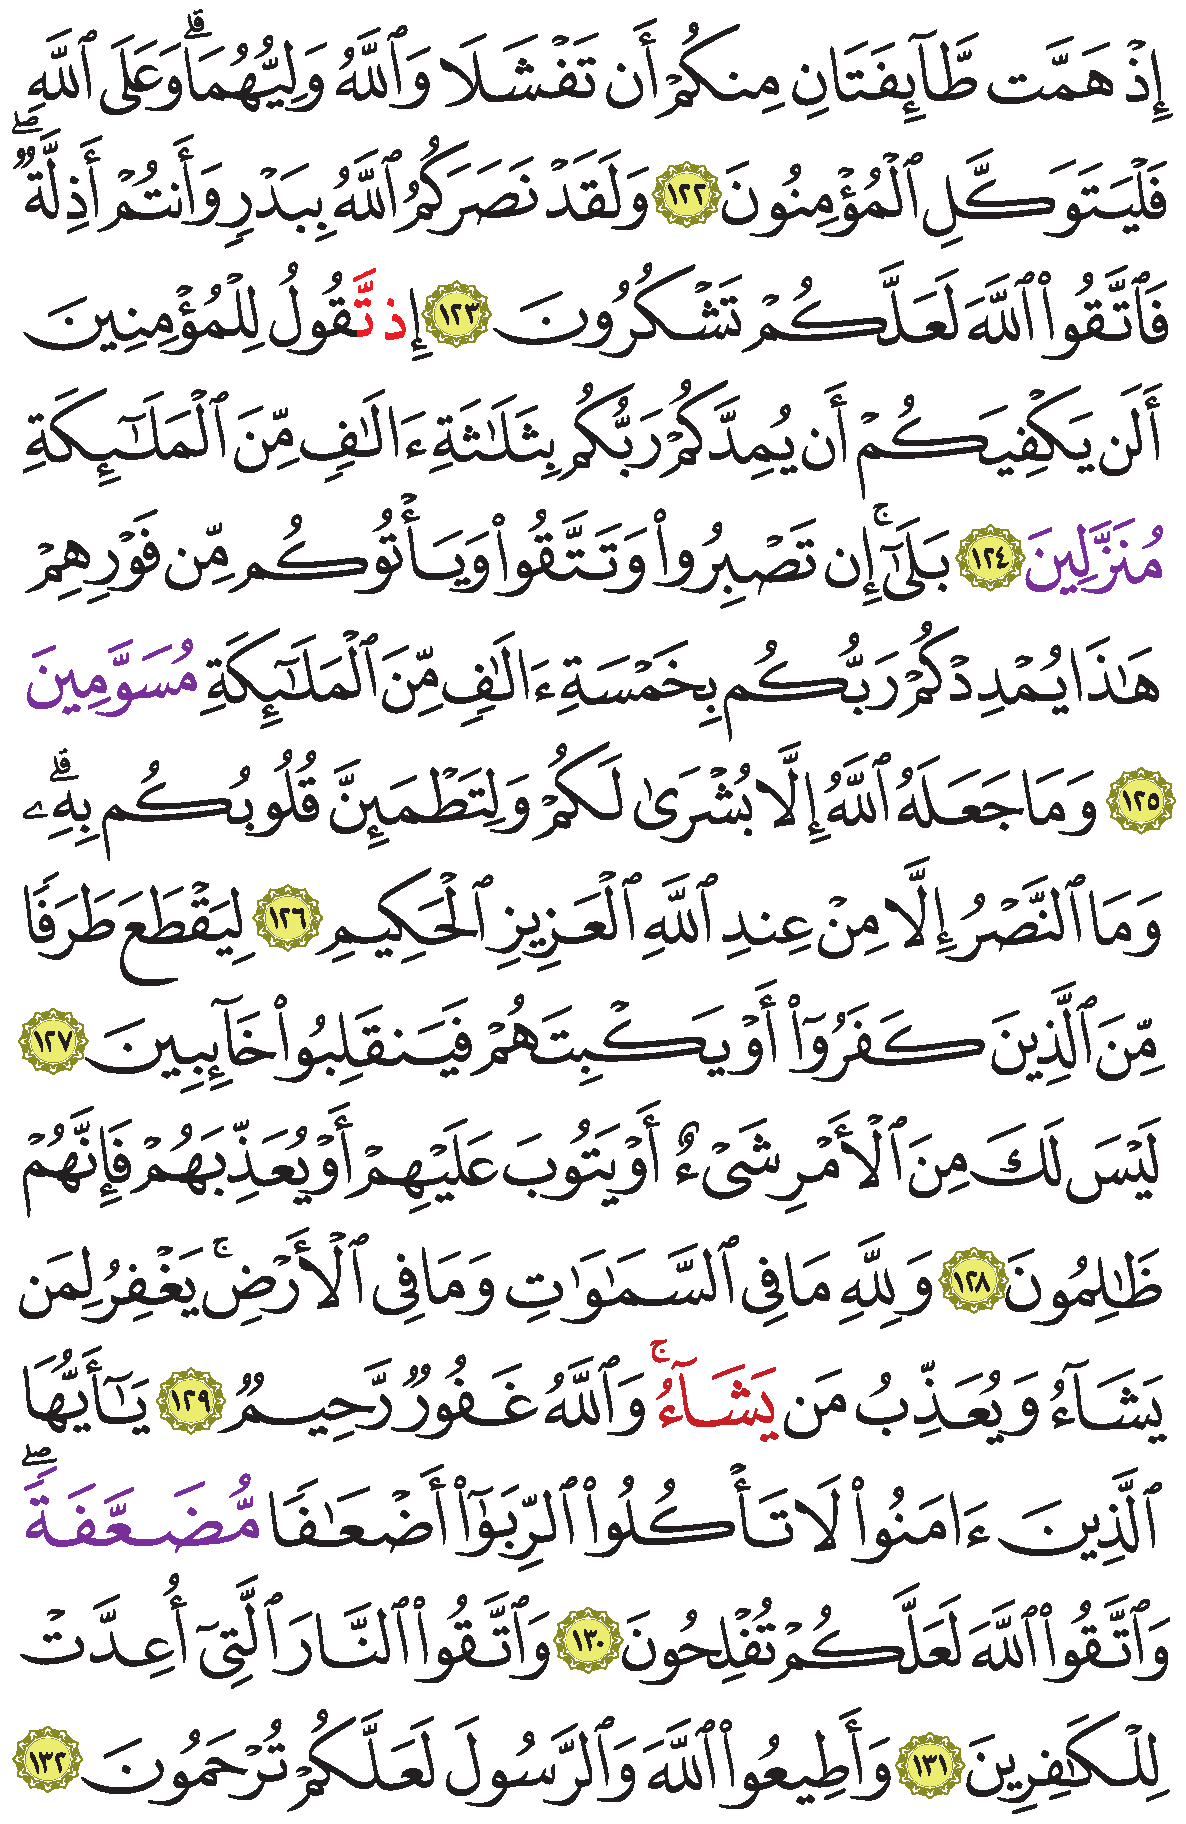 إِذْ هَمَّت طَّآئِفَتَانِ مِنكُمْ أَن تَفْشَلَا وَٱللَّهُ وَلِيُّهُمَاۗ وَعَلَى ٱللَّهِ
فَلْيَتَوَكَّلِ ٱلْمُؤْمِنُونَ ١٢٢ وَلَقَدْ نَصَرَكُمُ ٱللَّهُ بِبَدْرٍ وَأَنتُمْ أَذِلَّةٌۖ
فَٱتَّقُوا۟ ٱللَّهَ لَعَلَّكُمْ تَشْكُرُونَ ١٢٣ إِذ تَّقُولُ لِلْمُؤْمِنِينَ
أَلَن يَكْفِيَكُمْ أَن يُمِدَّكُمْ رَبُّكُم بِثَلَٰثَةِ ءَالَٰفٍ مِّنَ ٱلْمَلَٰٓئِكَةِ
مُنَزَّلِينَ ١٢٤ بَلَىٰٓۚ إِن تَصْبِرُوا۟ وَتَتَّقُوا۟ وَيَأْتُوكُم مِّن فَوْرِهِمْ
هَٰذَا يُمْدِدْكُمْ رَبُّكُم بِخَمْسَةِ ءَالَٰفٍ مِّنَ ٱلْمَلَٰٓئِكَةِ مُسَوَّمِينَ
١٢٥ وَمَا جَعَلَهُ ٱللَّهُ إِلَّا بُشْرَىٰ لَكُمْ وَلِتَطْمَئِنَّ قُلُوبُكُم بِهِۦۗ
وَمَا ٱلنَّصْرُ إِلَّا مِنْ عِندِ ٱللَّهِ ٱلْعَزِيزِ ٱلْحَكِيمِ ١٢٦ لِيَقْطَعَ طَرَفًا
مِّنَ ٱلَّذِينَ كَفَرُوٓا۟ أَوْ يَكْبِتَهُمْ فَيَنقَلِبُوا۟ خَآئِبِينَ ١٢٧
لَيْسَ لَكَ مِنَ ٱلْأَمْرِ شَىْءٌ أَوْ يَتُوبَ عَلَيْهِمْ أَوْ يُعَذِّبَهُمْ فَإِنَّهُمْ
ظَٰلِمُونَ ١٢٨ وَلِلَّهِ مَا فِى ٱلسَّمَٰوَٰتِ وَمَا فِى ٱلْأَرْضِۚ يَغْفِرُ لِمَن
يَشَآءُ وَيُعَذِّبُ مَن يَشَآءُۚ وَٱللَّهُ غَفُورٌ رَّحِيمٌ ١٢٩ يَٰٓأَيُّهَا
ٱلَّذِينَ ءَامَنُوا۟ لَا تَأْكُلُوا۟ ٱلرِّبَوٰٓا۟ أَضْعَٰفًا مُّضَعَّفَةًۖ
وَٱتَّقُوا۟ ٱللَّهَ لَعَلَّكُمْ تُفْلِحُونَ ١٣٠ وَٱتَّقُوا۟ ٱلنَّارَ ٱلَّتِىٓ أُعِدَّتْ
لِلْكَٰفِرِينَ ١٣١ وَأَطِيعُوا۟ ٱللَّهَ وَٱلرَّسُولَ لَعَلَّكُمْ تُرْحَمُونَ ١٣٢